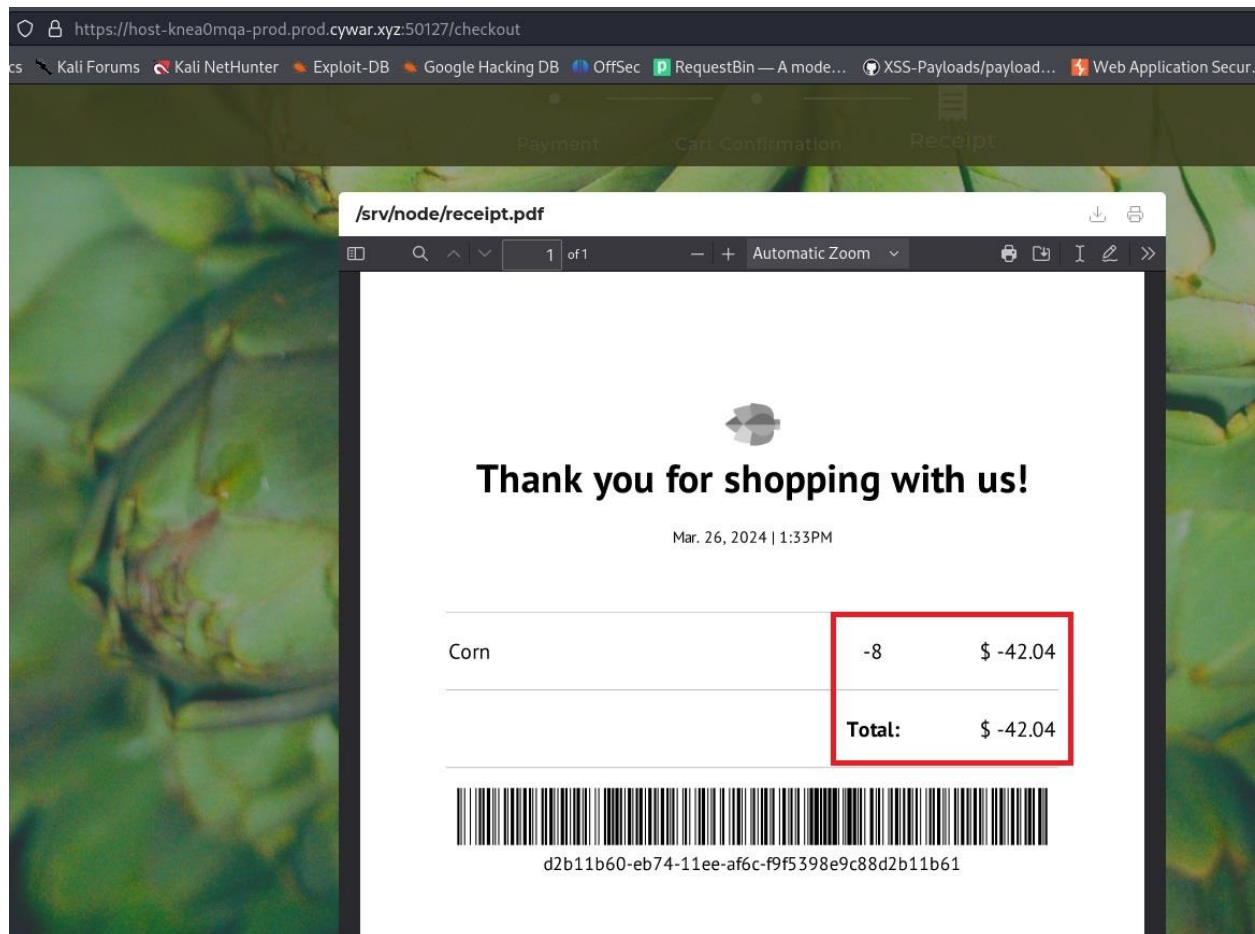 https://host-knea0mqa-prod.prod.cywar.xyz:50127/checkout
cs Kali Forums Kali NetHunter Exploit-DB Google Hacking DB OffSec RequestBin — A mode... XSS-Payloads/payload... Web Application Secur.
Payment Cart Confirmation Receipt
/srv/node/receipt.pdf
1 of 1 Automatic Zoom
Thank you for shopping with us!
Mar. 26, 2024 | 1:33PM
Corn -8 $ -42.04
Total: $ -42.04
d2b11b60-eb74-11ee-af6c-f9f5398e9c88d2b11b61